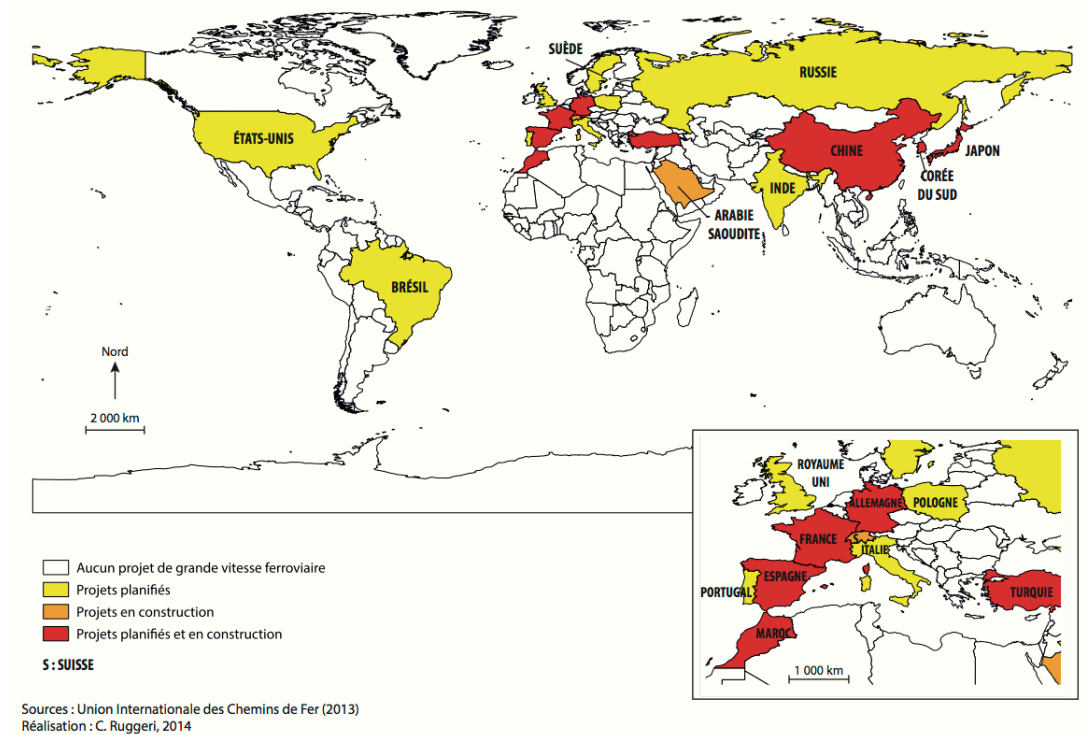 SUÈDE
RUSSIE
ÉTATS-UNIS
CHINE
JAPON
CORÉE
DU SUD
INDE
ARABIE
SAOUDITE
BRÉSIL
Nord
2 000 km
ROYAUME
UNI
ALLEMAGNE
POLOGNE
FRANCE
S
ITALIE
ESPAGNE
PORTUGAL
TURQUIE
MAROC
1 000 km
Aucun projet de grande vitesse ferroviaire
Projets planifiés
Projets en construction
Projets planifiés et en construction
S : SUISSE
Sources : Union Internationale des Chemins de Fer (2013)
Réalisation : C. Ruggeri, 2014